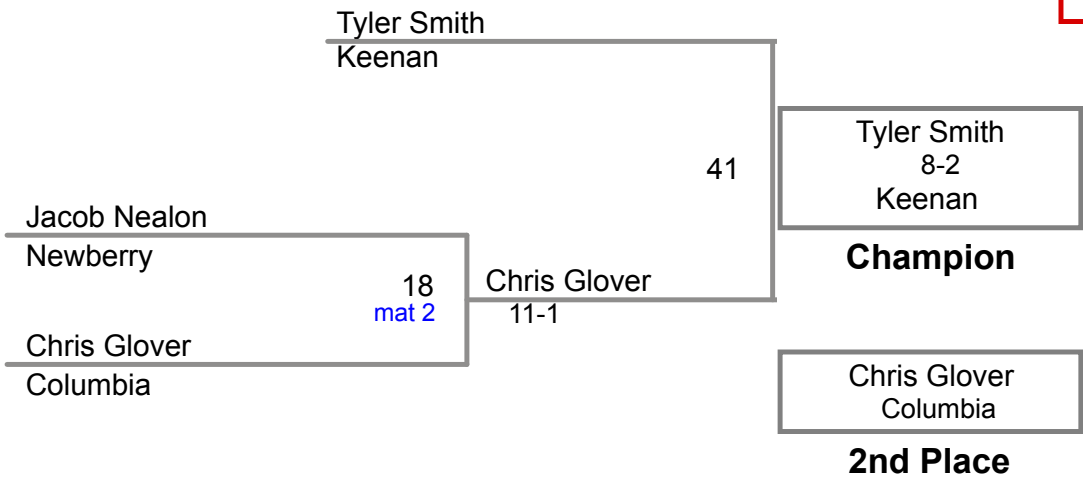 Tyler Smith
Keenan
41
Tyler Smith
8-2
Keenan
Champion
Jacob Nealon
Newberry
18
mat 2
Chris Glover
11-1
Chris Glover
Columbia
Chris Glover
Columbia
2nd Place